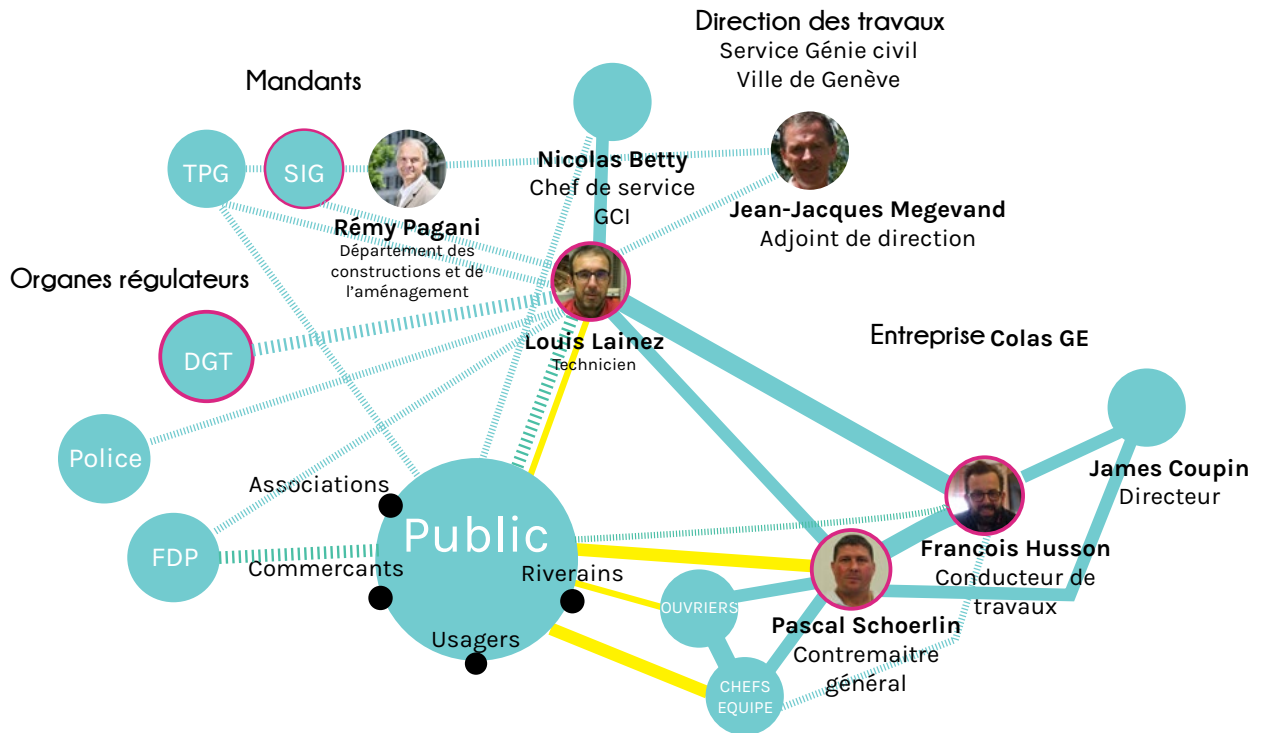 Direction des travaux
Service Génie civil
Ville de Genève
Mandants
TPG
SIG
Rémy Pagani
Département des
constructions et de
l'aménagement
Nicolas Betty
Chef de service
GCI
Jean-Jacques Megevand
Adjoint de direction
Organes régulateurs
DGT
Louis Lainez
Technicien
Entreprise Colas GE
Police
James Coupin
Directeur
Associations
Public
FDP
Commercants
Riverains
Usagers
Francois Husson
Conducteur de
travaux
OUVRIERS
Pascal Schoerlin
Contremaitre
général
CHEFS
EQUIPE